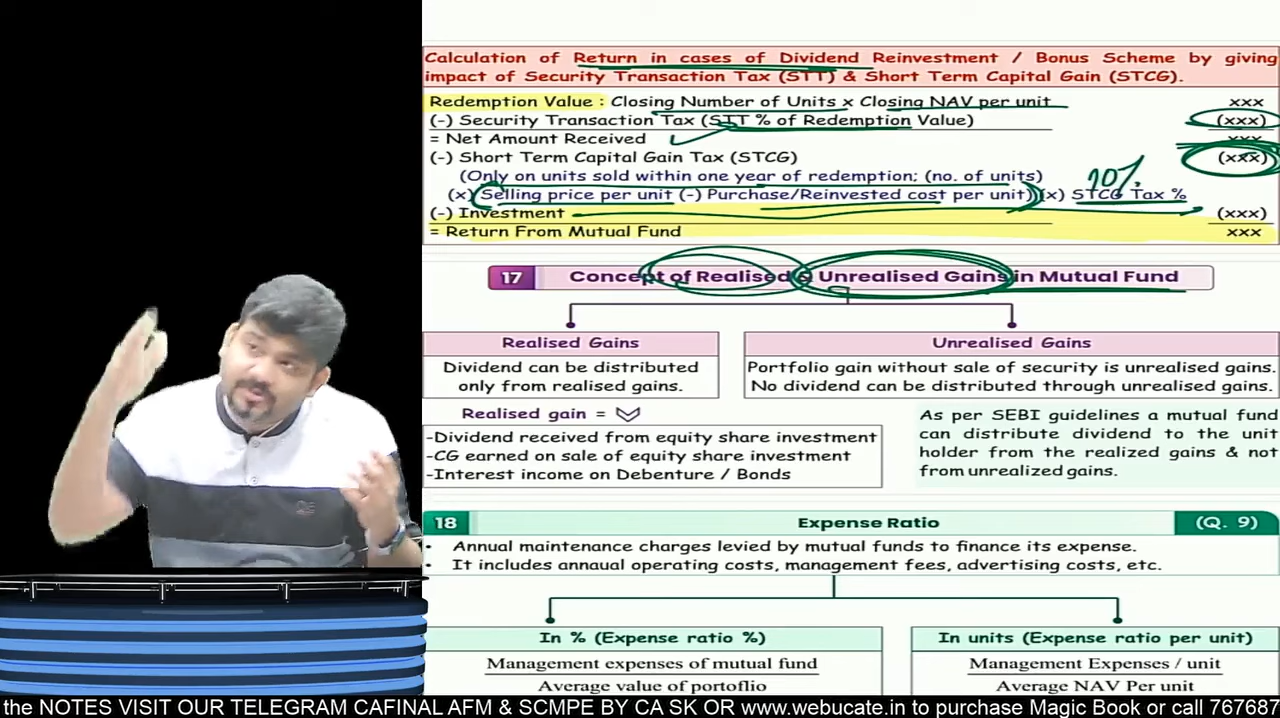 Calculation of Return in cases of Dividend Reinvestment / Bonus Scheme by giving
impact of Security Transaction Tax (STT) & Short Term Capital Gain (STCG).
Redemption Value : Closing Number of Units x Closing NAV per unit xxx
(-) Security Transaction Tax (STT % of Redemption Value) (xxx)
= Net Amount Received xxx
(-) Short Term Capital Gain Tax (STCG) (xxx)
(Only on units sold within one year of redemption; (no. of units)
10%
(x) Selling price per unit (-) Purchase/Reinvested cost per unit) (x) STCG Tax %
(-) Investment (xxx)
= Return From Mutual Fund xxx
17 Concept of Realised & Unrealised Gains in Mutual Fund
Realised Gains
Dividend can be distributed
only from realised gains.
Realised gain =
-Dividend received from equity share investment
-CG earned on sale of equity share investment
-Interest income on Debenture / Bonds
Unrealised Gains
Portfolio gain without sale of security is unrealised gains.
No dividend can be distributed through unrealised gains.
As per SEBI guidelines a mutual fund
can distribute dividend to the unit
holder from the realized gains & not
from unrealized gains.
18 Expense Ratio (Q. 9)
• Annual maintenance charges levied by mutual funds to finance its expense.
• It includes annaual operating costs, management fees, advertising costs, etc.
In % (Expense ratio %)
Management expenses of mutual fund
Average value of portoflio
In units (Expense ratio per unit)
Management Expenses / unit
Average NAV Per unit
the NOTES VISIT OUR TELEGRAM CAFINAL AFM & SCMPE BY CA SK OR www.webucate.in to purchase Magic Book or call 767687